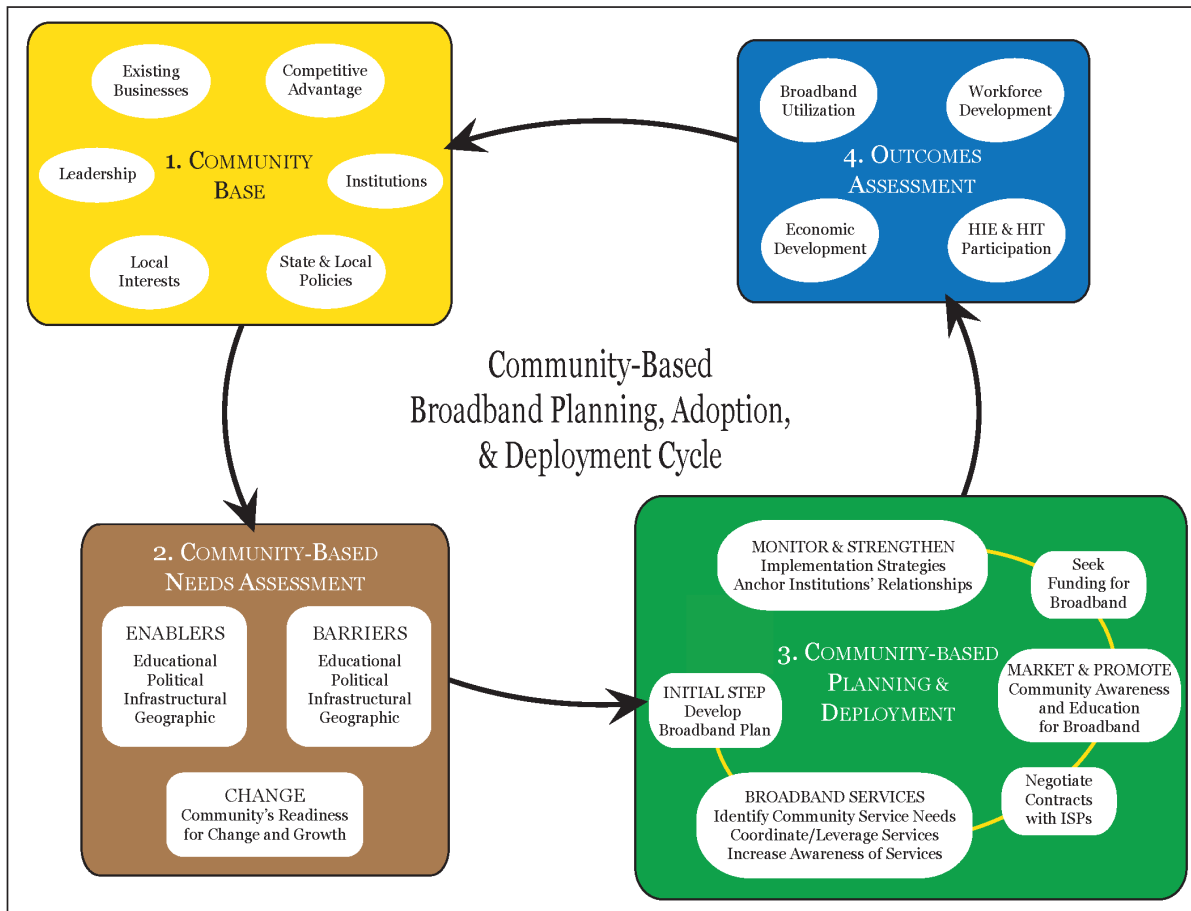 Existing
Businesses
Competitive
Advantage
Leadership
1. Community
Base
Institutions
Local
Interests
State & Local
Policies
Broadband
Utilization
Workforce
Development
4. Outcomes
Assessment
Economic
Development
HIE & HIT
Participation
Community-Based
Broadband Planning, Adoption,
& Deployment Cycle
2. Community-Based
Needs Assessment
ENABLERS
Educational
Political
Infrastructural
Geographic
BARRIERS
Educational
Political
Infrastructural
Geographic
CHANGE
Community's Readiness
for Change and Growth
3. Community-based
Planning &
Deployment
INITIAL STEP
Develop
Broadband Plan
BROADBAND SERVICES
Identify Community Service Needs
Coordinate/Leverage Services
Increase Awareness of Services
Negotiate
Contracts
with ISPs
MARKET & PROMOTE
Community Awareness
and Education
for Broadband
Seek
Funding for
Broadband
MONITOR & STRENGTHEN
Implementation Strategies
Anchor Institutions' Relationships